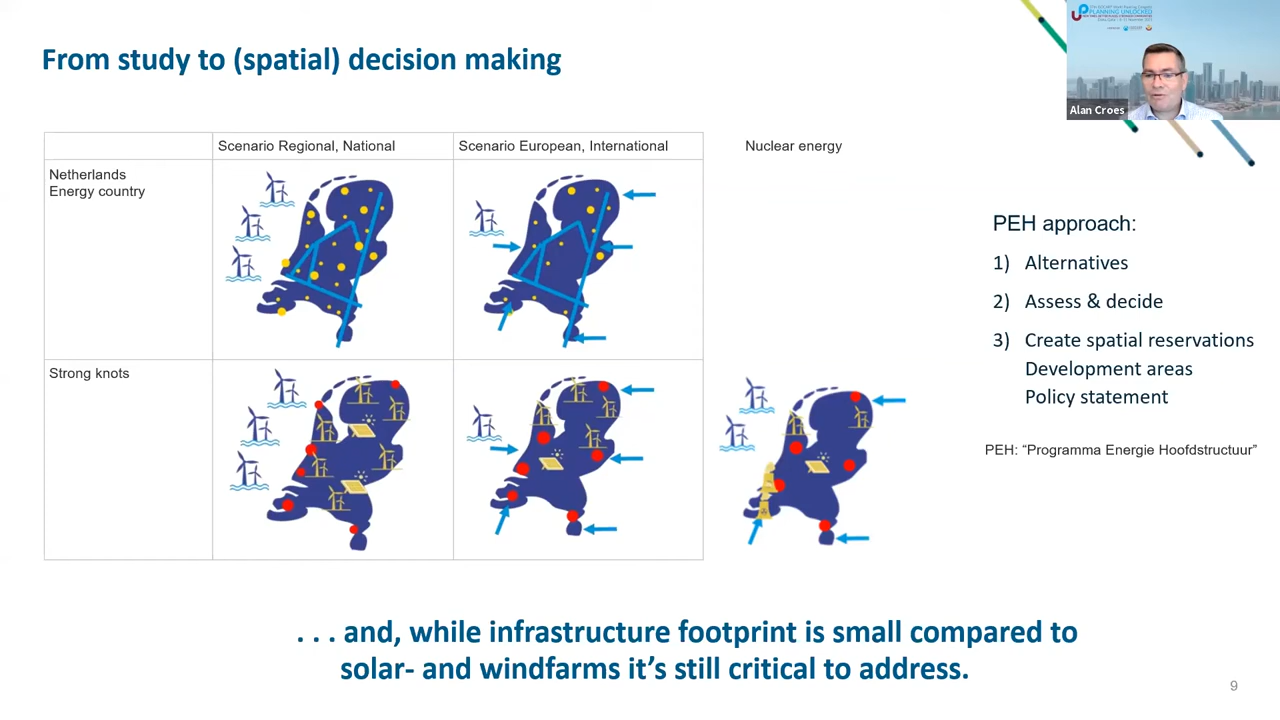 From study to (spatial) decision making
PLANNING UNLOCKED
Alan Croes
Scenario Regional, National
Scenario European, International
Nuclear energy
Netherlands
Energy country
Strong knots
PEH approach:
1) Alternatives
2) Assess & decide
3) Create spatial reservations
Development areas
Policy statement
PEH: “Programma Energie Hoofdstructuur”
. . . and, while infrastructure footprint is small compared to
solar- and windfarms it’s still critical to address.
9